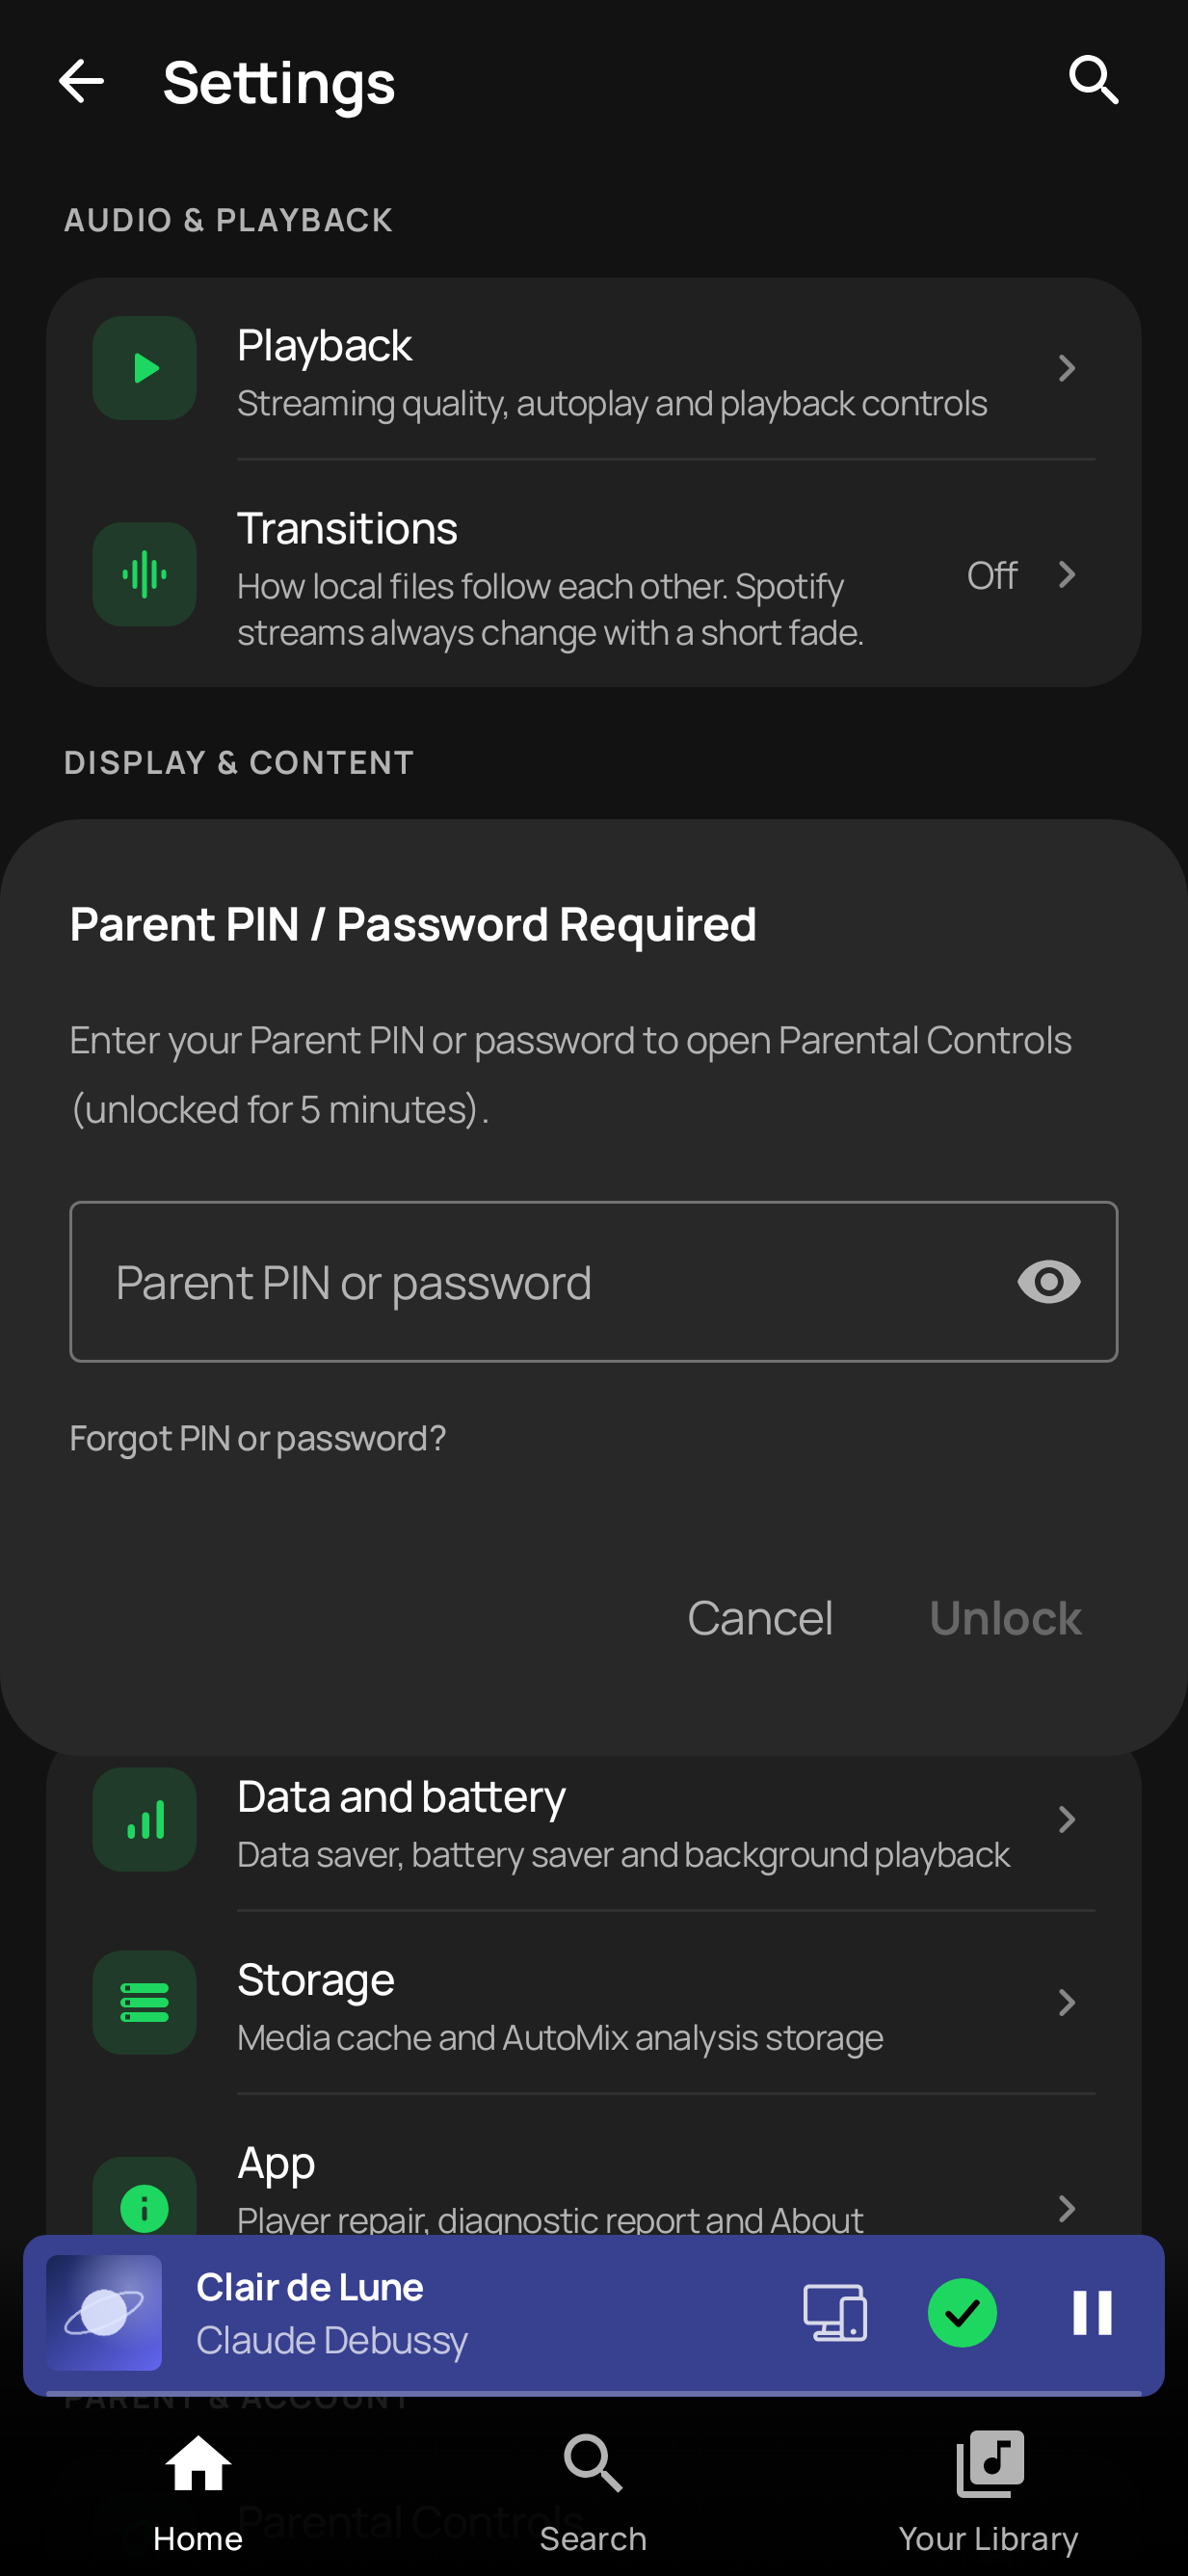 Settings
AUDIO & PLAYBACK
Playback
Streaming quality, autoplay and playback controls
Transitions
How local files follow each other. Spotify
streams always change with a short fade.
Off
DISPLAY & CONTENT
Parent PIN / Password Required
Enter your Parent PIN or password to open Parental Controls
(unlocked for 5 minutes).
Parent PIN or password
Forgot PIN or password?
Cancel
Unlock
Data and battery
Data saver, battery saver and background playback
Storage
Media cache and AutoMix analysis storage
App
Player repair, diagnostic report and About
Clair de Lune
Claude Debussy
PARENT & ACCOUNT
Parental Controls
Home
Search
Your Library